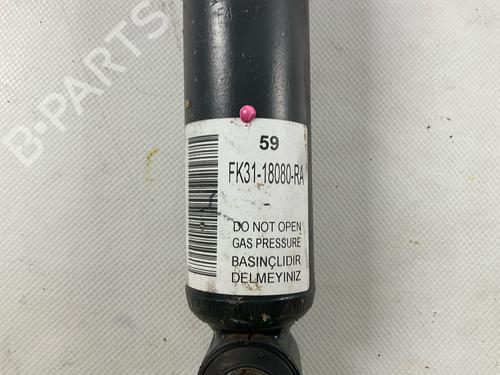 B-PARTS
59
FK31-18080-RA
-
DO NOT OPEN
GAS PRESSURE
BASINÇLIDIR
DELMEYINIZ